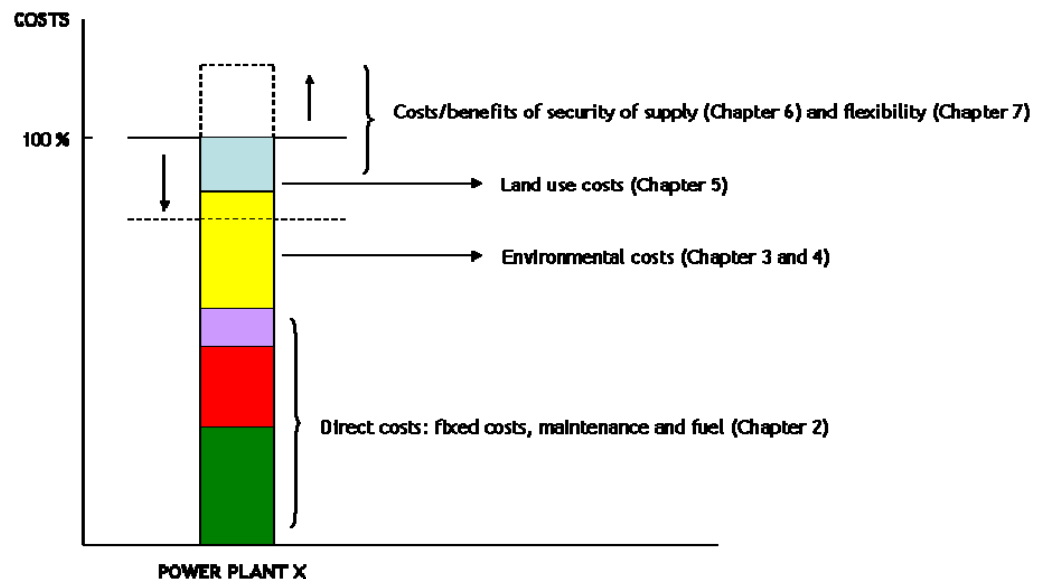 COSTS
Costs/benefits of security of supply (Chapter 6) and flexibility (Chapter 7)
100 %
Land use costs (Chapter 5)
Environmental costs (Chapter 3 and 4)
Direct costs: fixed costs, maintenance and fuel (Chapter 2)
POWER PLANT X